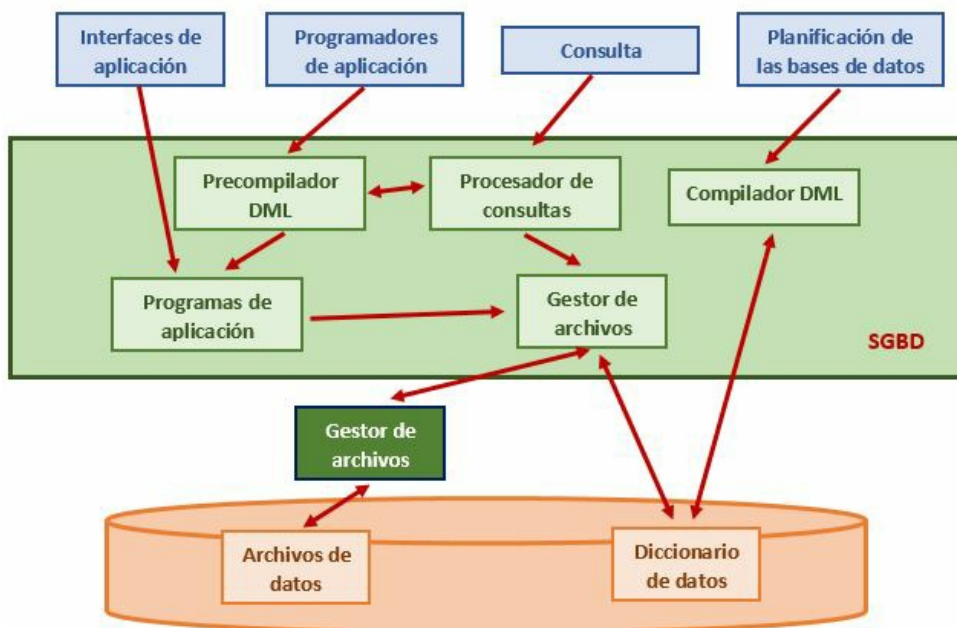 Interfaces de
aplicación
Programadores
de aplicación
Consulta
Planificación de
las bases de datos
Precompilador
DML
Procesador de
consultas
Compilador DML
Programas de
aplicación
Gestor de
archivos
SGBD
Gestor de
archivos
Archivos de
datos
Diccionario
de datos